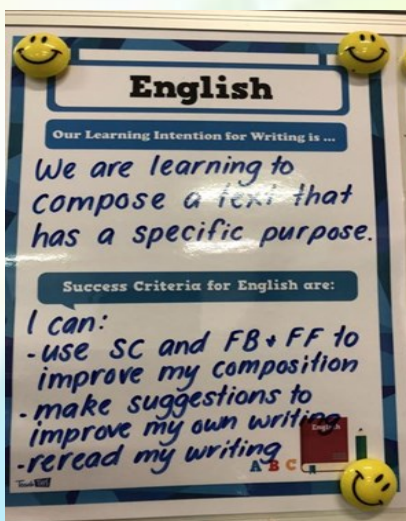 English
Our Learning Intention for Writing is ...
We are learning to
compose a text that
has a specific purpose.
Success Criteria for English are:
I can:
-use SC and FB + FF to
improve my composition
-make suggestions to
improve my own writing
-reread my writing
English
A B C
Teach